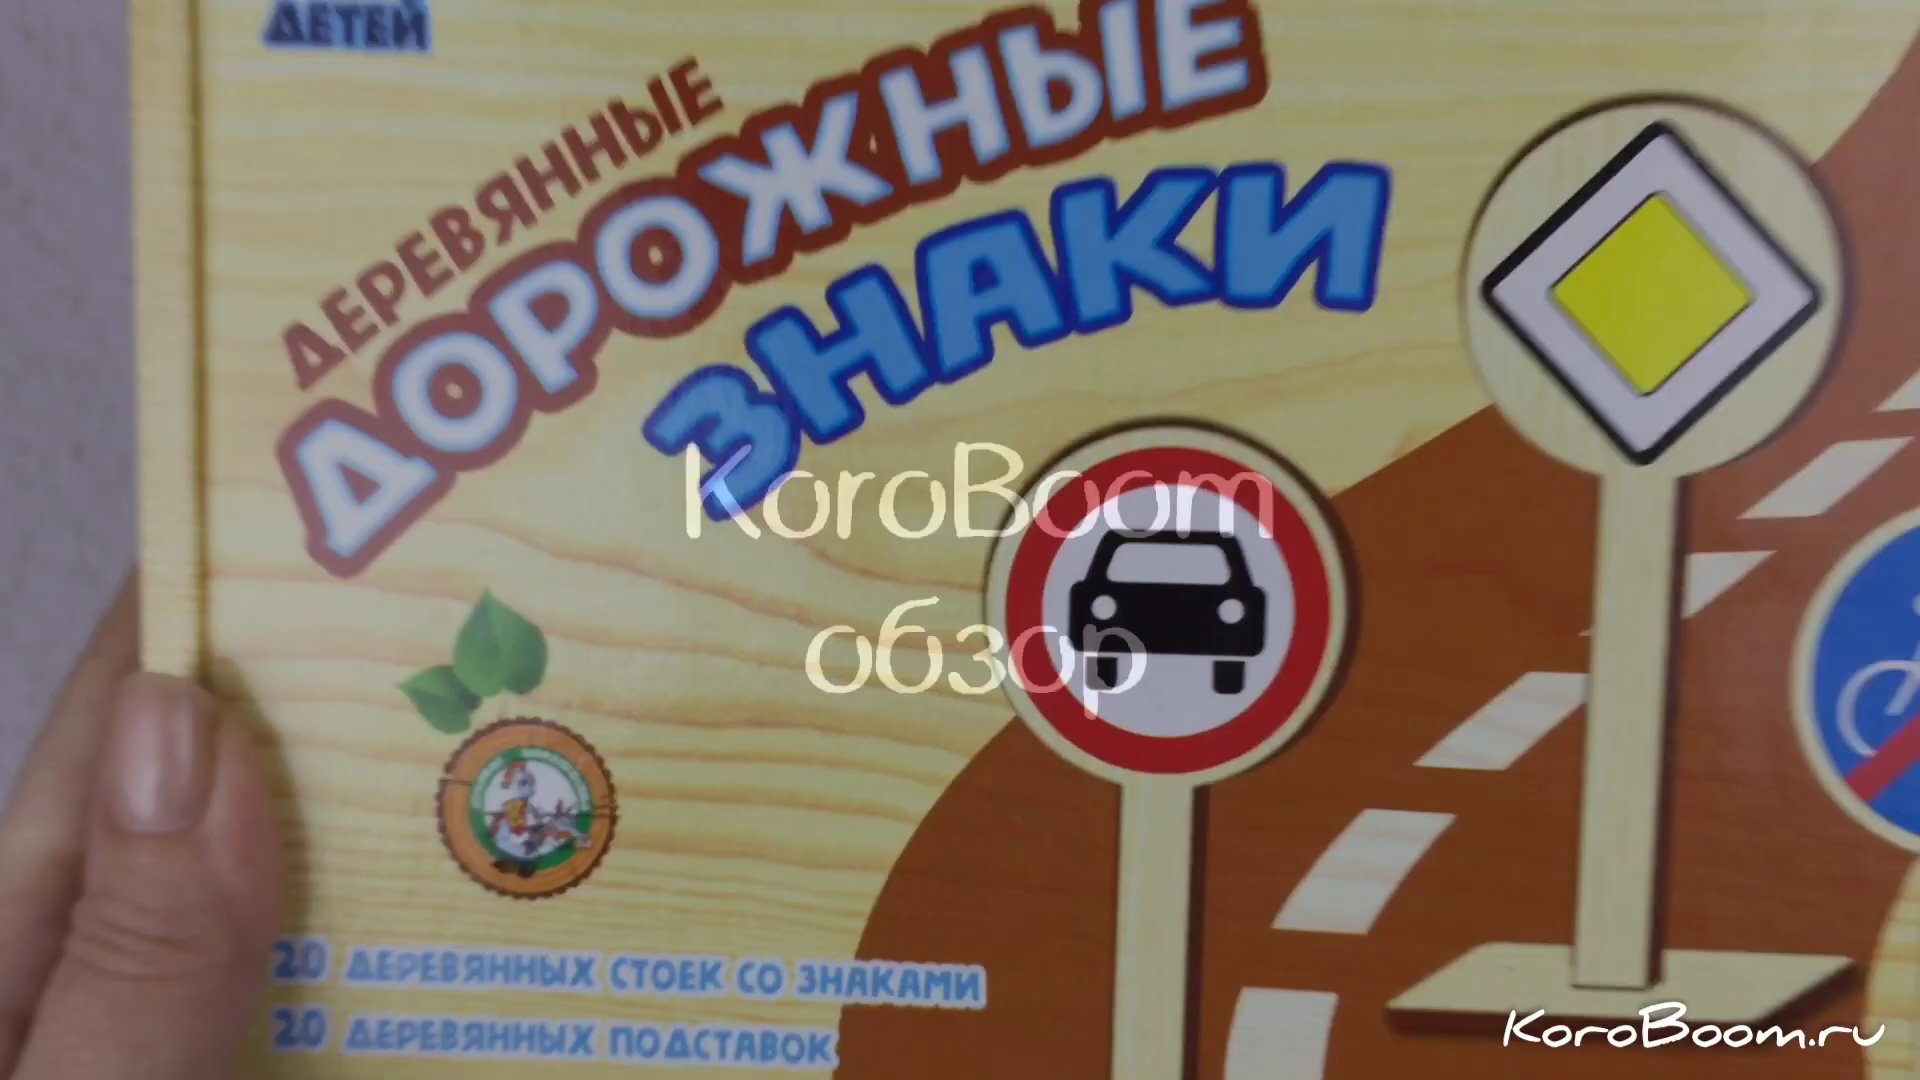 ДЕТЕЙ
ДЕРЕВЯННЫЕ
ДОРОЖНЫЕ
ЗНАКИ
KoroBoom
обзор
20 ДЕРЕВЯННЫХ СТОЕК СО ЗНАКАМИ
20 ДЕРЕВЯННЫХ ПОДСТАВОК
KoroBoom.ru